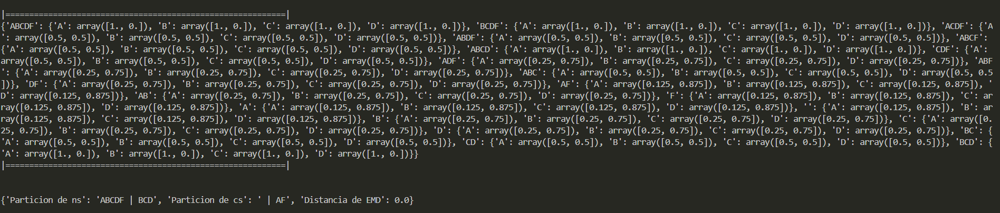 |===========================================================|
{'ABCDF': {'A': array([1., 0.]), 'B': array([1., 0.]), 'C': array([1., 0.]), 'D': array([1., 0.])}, 'BCDF': {'A': array([1., 0.]), 'B': array([1., 0.]), 'C': array([1., 0.]), 'D': array([1., 0.])}, 'ACDF': {'A
': array([0.5, 0.5]), 'B': array([0.5, 0.5]), 'C': array([0.5, 0.5]), 'D': array([0.5, 0.5])}, 'ABDF': {'A': array([0.5, 0.5]), 'B': array([0.5, 0.5]), 'C': array([0.5, 0.5]), 'D': array([0.5, 0.5])}, 'ABCF':
{'A': array([0.5, 0.5]), 'B': array([0.5, 0.5]), 'C': array([0.5, 0.5]), 'D': array([0.5, 0.5])}, 'ABCD': {'A': array([1., 0.]), 'B': array([1., 0.]), 'C': array([1., 0.]), 'D': array([1., 0.])}, 'CDF': {'A':
array([0.5, 0.5]), 'B': array([0.5, 0.5]), 'C': array([0.5, 0.5]), 'D': array([0.5, 0.5])}, 'ADF': {'A': array([0.25, 0.75]), 'B': array([0.25, 0.75]), 'C': array([0.25, 0.75]), 'D': array([0.25, 0.75])}, 'ABF
': {'A': array([0.25, 0.75]), 'B': array([0.25, 0.75]), 'C': array([0.25, 0.75]), 'D': array([0.25, 0.75])}, 'ABC': {'A': array([0.5, 0.5]), 'B': array([0.5, 0.5]), 'C': array([0.5, 0.5]), 'D': array([0.5, 0.5
])}, 'DF': {'A': array([0.25, 0.75]), 'B': array([0.25, 0.75]), 'C': array([0.25, 0.75]), 'D': array([0.25, 0.75])}, 'AF': {'A': array([0.125, 0.875]), 'B': array([0.125, 0.875]), 'C': array([0.125, 0.875]), '
D': array([0.125, 0.875])}, 'AB': {'A': array([0.25, 0.75]), 'B': array([0.25, 0.75]), 'C': array([0.25, 0.75]), 'D': array([0.25, 0.75])}, 'F': {'A': array([0.125, 0.875]), 'B': array([0.125, 0.875]), 'C': ar
ray([0.125, 0.875]), 'D': array([0.125, 0.875])}, 'A': {'A': array([0.125, 0.875]), 'B': array([0.125, 0.875]), 'C': array([0.125, 0.875]), 'D': array([0.125, 0.875])}, '': {'A': array([0.125, 0.875]), 'B': ar
ray([0.125, 0.875]), 'C': array([0.125, 0.875]), 'D': array([0.125, 0.875])}, 'B': {'A': array([0.25, 0.75]), 'B': array([0.25, 0.75]), 'C': array([0.25, 0.75]), 'D': array([0.25, 0.75])}, 'C': {'A': array([0.
25, 0.75]), 'B': array([0.25, 0.75]), 'C': array([0.25, 0.75]), 'D': array([0.25, 0.75])}, 'D': {'A': array([0.25, 0.75]), 'B': array([0.25, 0.75]), 'C': array([0.25, 0.75]), 'D': array([0.25, 0.75])}, 'BC': {
'A': array([0.5, 0.5]), 'B': array([0.5, 0.5]), 'C': array([0.5, 0.5]), 'D': array([0.5, 0.5])}, 'CD': {'A': array([0.5, 0.5]), 'B': array([0.5, 0.5]), 'C': array([0.5, 0.5]), 'D': array([0.5, 0.5])}, 'BCD': {
'A': array([1., 0.]), 'B': array([1., 0.]), 'C': array([1., 0.]), 'D': array([1., 0.])}}
|===========================================================|
{'Particion de ns': 'ABCDF | BCD', 'Particion de cs': ' | AF', 'Distancia de EMD': 0.0}